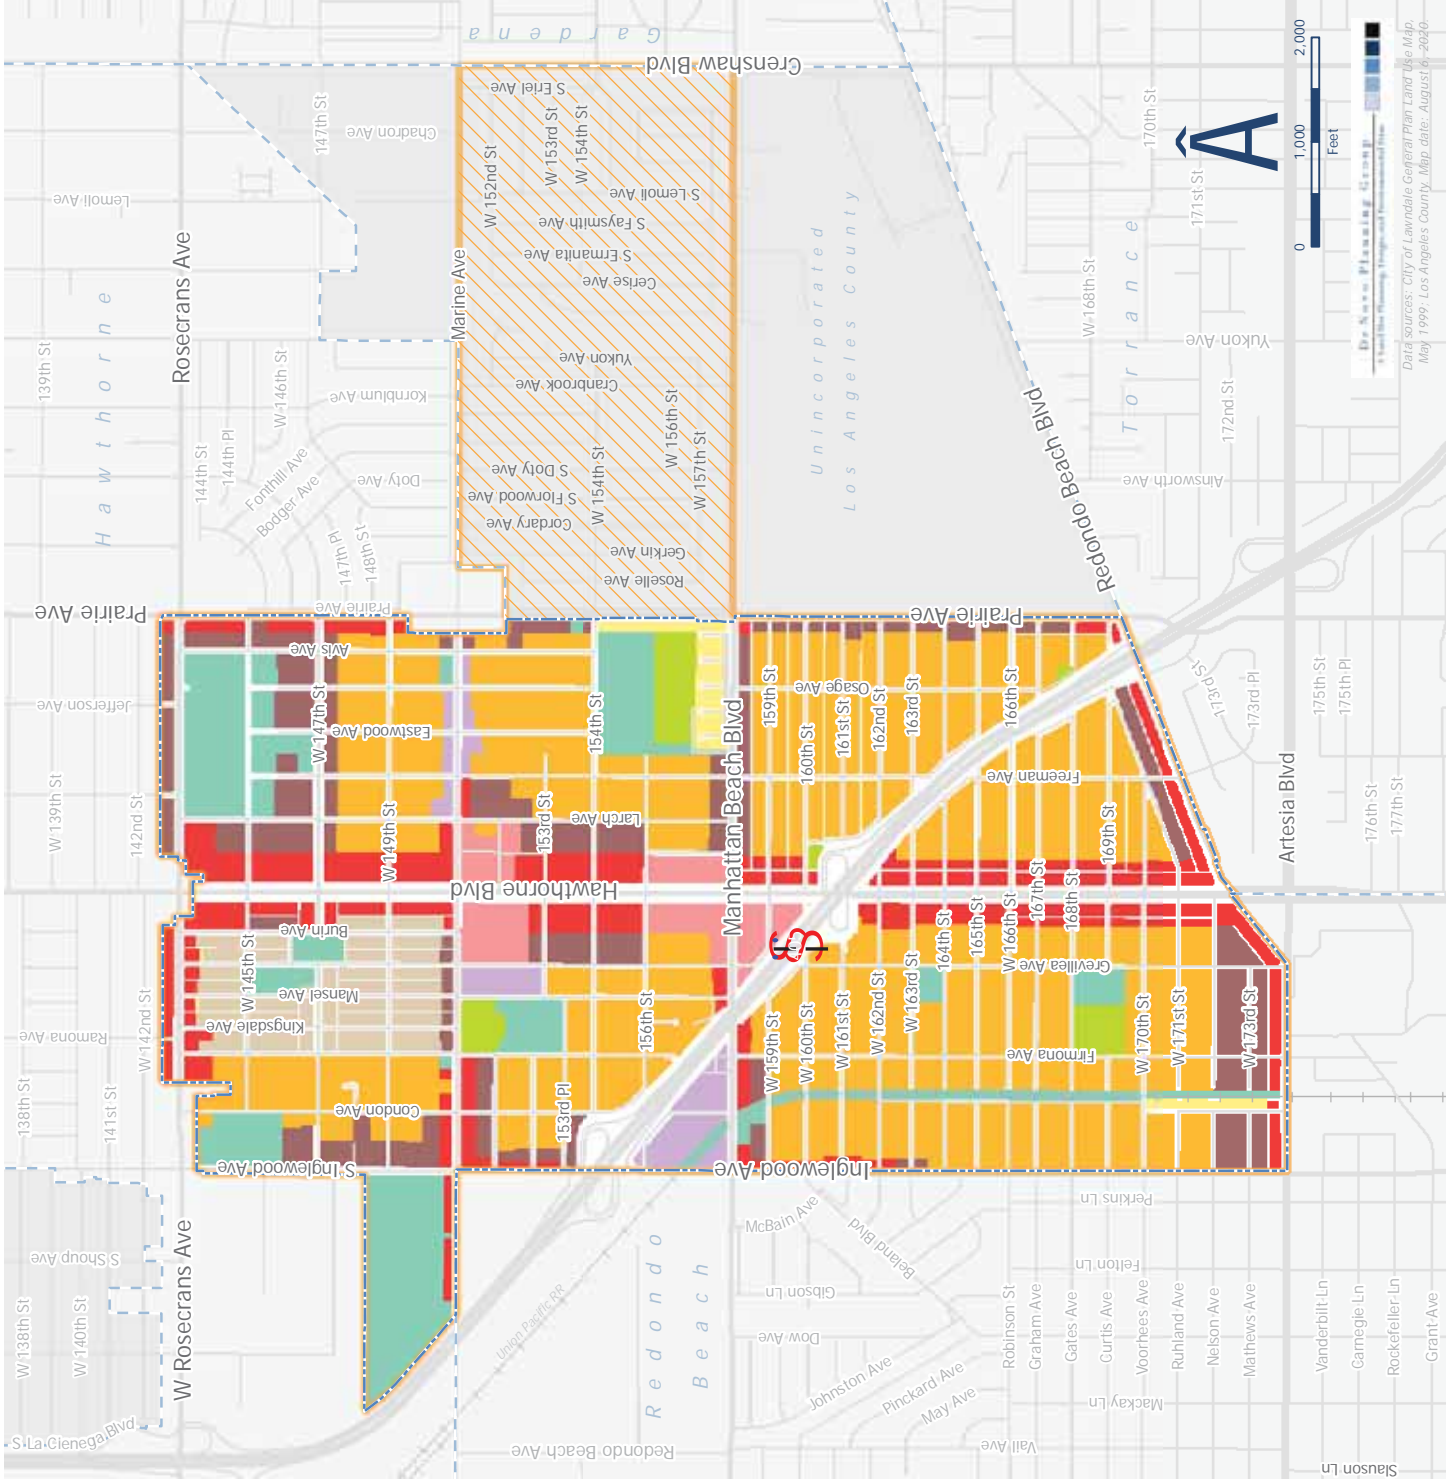 Gardena
Crenshaw Blvd
S Eriel Ave
147th St
Chadron Ave
W 153rd St
W 154th St
W 152nd St
170th St
2,000
1,000
0
Feet
Lemoli Ave
S Lemoli Ave
171st St
S Faysmith Ave
S Ermanita Ave
Cerise Ave
Rosecrans Ave
Marine Ave
Hawthorne
Unincorporated
Los Angeles County
Torrance
W 168th St
Yukon Ave
Yukon Ave
De Novo Planning Group
Data sources: City of Lawndale General Plan Land Use Map,
May 1999; Los Angeles County. Map date: August 6, 2020.
139th St
W 146th St
Kornblum Ave
Cranbrook Ave
W 156th St
W 157th St
Redondo Beach Blvd
172nd St
144th St
144th Pl
Fonthill Ave
Bodger Ave
Doty Ave
S Doty Ave
W 154th St
S Florwood Ave
Cordary Ave
Ainsworth Ave
147th Pl
148th St
Gerkin Ave
Roselle Ave
Prairie Ave
Prairie Ave
Prairie Ave
Avis Ave
Jefferson Ave
W 147th St
Eastwood Ave
154th St
Manhattan Beach Blvd
159th St
Osage Ave
160th St
161st St
162nd St
163rd St
166th St
173rd St
173rd Pl
175th St
175th Pl
Freeman Ave
W 139th St
142nd St
W 149th St
153rd St
Larch Ave
169th St
Artesia Blvd
176th St
177th St
Hawthorne Blvd
Burin Ave
W 145th St
167th St
168th St
164th St
165th St
W 166th St
Grevillea Ave
Mansel Ave
Kingsdale Ave
Ramona Ave
W 142nd St
156th St
W 159th St
W 160th St
W 161st St
W 162nd St
W 163rd St
Firmona Ave
W 170th St
W 171st St
W 173rd St
138th St
141st St
Condon Ave
153rd Pl
S Inglewood Ave
Inglewood Ave
W Rosecrans Ave
S Shoup Ave
McBain Ave
Beland Blvd
Perkins Ln
Felton Ln
Gibson Ln
Dow Ave
Union Pacific RR
Redondo
Beach
W 138th St
W 140th St
S La Cienega Blvd
Robinson St
Graham Ave
Gates Ave
Curtis Ave
Voorhees Ave
Ruhland Ave
Nelson Ave
Mathews Ave
Vanderbilt Ln
Carnegie Ln
Rockefeller Ln
Grant Ave
Johnston Ave
Pinckard Ave
May Ave
Mackay Ln
Redondo Beach Ave
Vail Ave
Slauson Ln